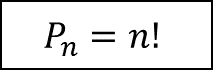 Pₙ = n!